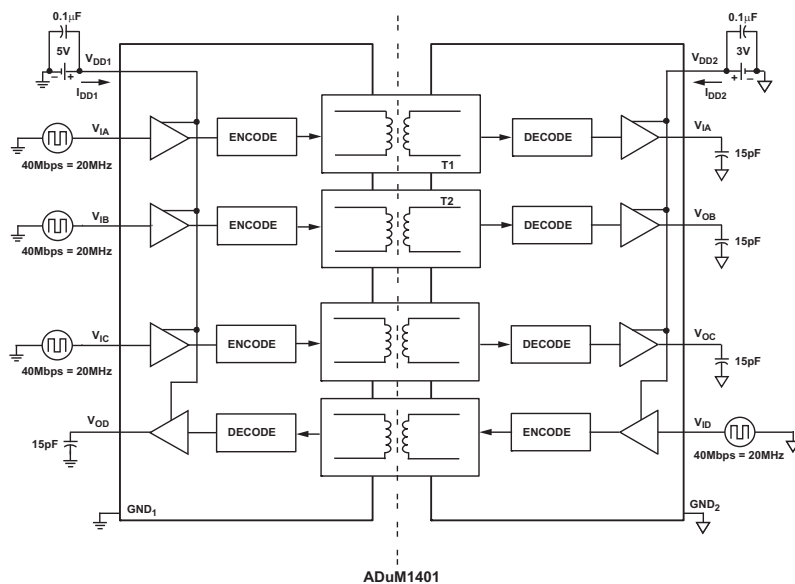 0.1µF
5V
− +
VDD1
IDD1
0.1µF
3V
+ −
VDD2
IDD2
VIA
ENCODE
T1
DECODE
VIA
15pF
40Mbps = 20MHz
VIB
ENCODE
T2
DECODE
VOB
15pF
40Mbps = 20MHz
VIC
ENCODE
DECODE
VOC
15pF
40Mbps = 20MHz
VOD
15pF
DECODE
ENCODE
VID
40Mbps = 20MHz
GND1
GND2
ADuM1401